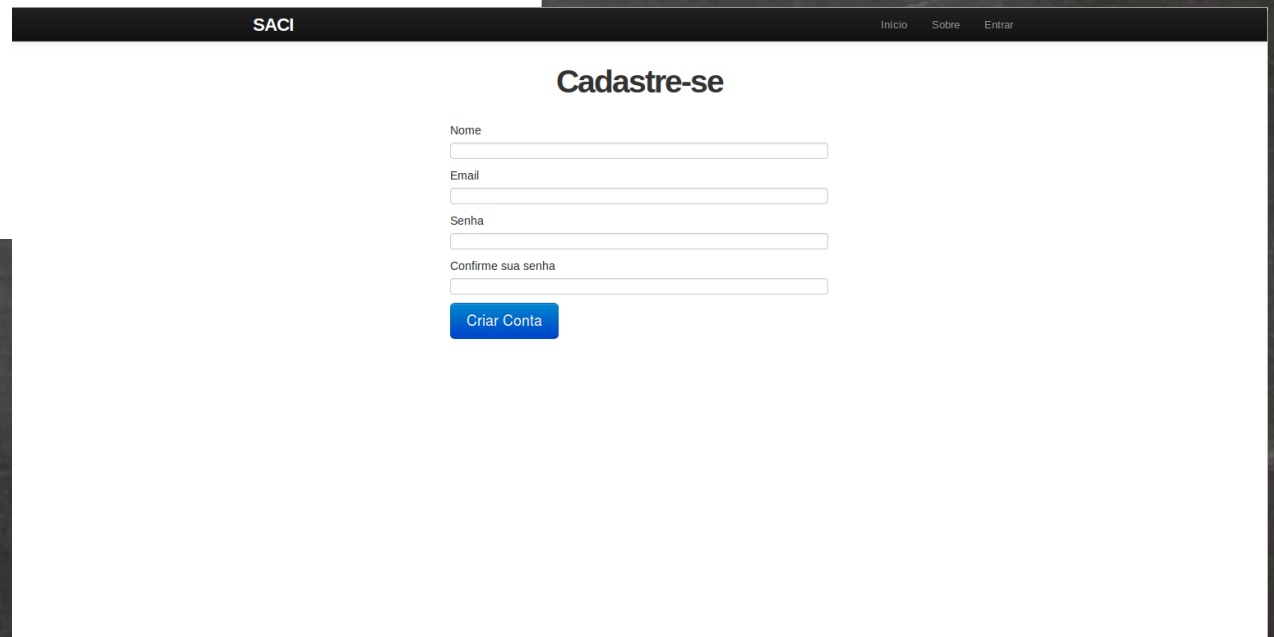 SACI Início Sobre Entrar
Cadastre-se
Nome
Email
Senha
Confirme sua senha
Criar Conta